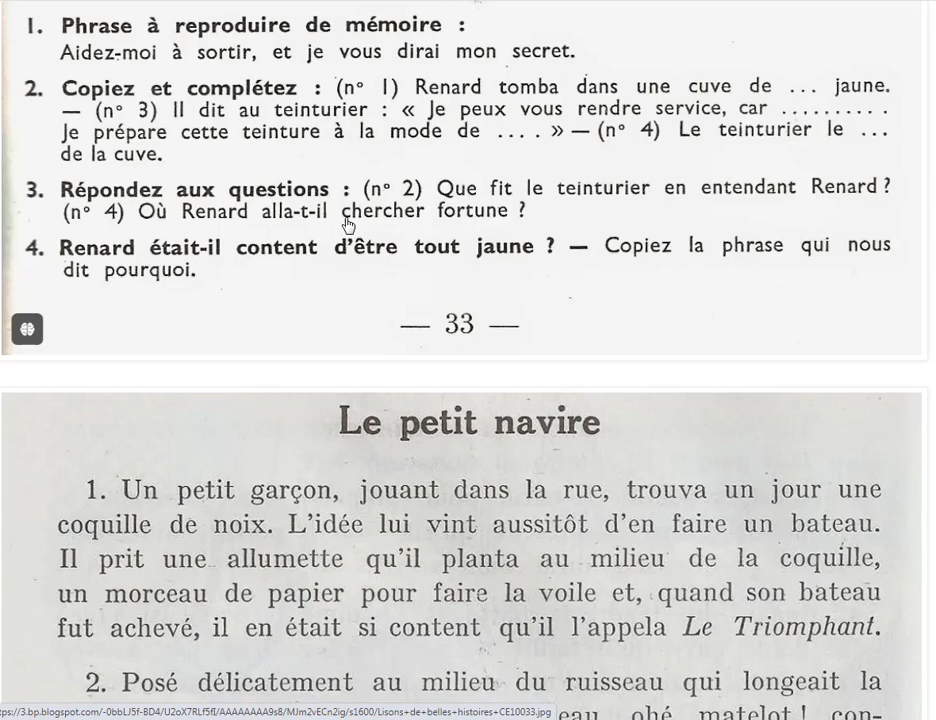 1. Phrase à reproduire de mémoire :
Aidez-moi à sortir, et je vous dirai mon secret.
2. Copiez et complétez : (n° 1) Renard tomba dans une cuve de ... jaune.
— (n° 3) Il dit au teinturier : « Je peux vous rendre service, car ..........
Je prépare cette teinture à la mode de .... » — (n° 4) Le teinturier le ...
de la cuve.
3. Répondez aux questions : (n° 2) Que fit le teinturier en entendant Renard ?
(n° 4) Où Renard alla-t-il chercher fortune ?
4. Renard était-il content d'être tout jaune ? — Copiez la phrase qui nous
dit pourquoi.
— 33 —
Le petit navire
1. Un petit garçon, jouant dans la rue, trouva un jour une
coquille de noix. L'idée lui vint aussitôt d'en faire un bateau.
Il prit une allumette qu'il planta au milieu de la coquille,
un morceau de papier pour faire la voile et, quand son bateau
fut achevé, il en était si content qu'il l'appela Le Triomphant.
2. Posé délicatement au milieu du ruisseau qui longeait la
eau, ohé matelot ! con-